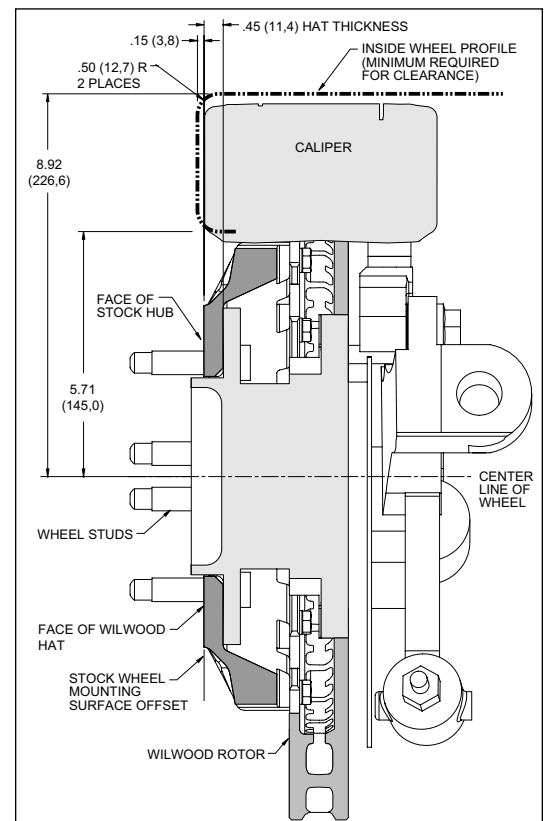 .45 (11,4) HAT THICKNESS
.15 (3,8)
INSIDE WHEEL PROFILE
(MINIMUM REQUIRED
FOR CLEARANCE)
.50 (12,7) R
2 PLACES
CALIPER
8.92
(226,6)
FACE OF
STOCK HUB
5.71
(145,0)
CENTER
LINE OF
WHEEL
WHEEL STUDS
FACE OF WILWOOD
HAT
STOCK WHEEL
MOUNTING
SURFACE OFFSET
WILWOOD ROTOR